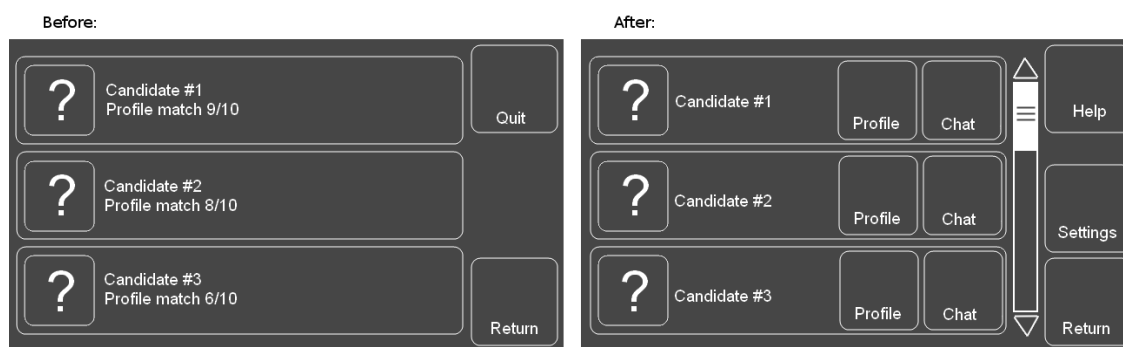 Before:
?
Candidate #1
Profile match 9/10
Quit
?
Candidate #2
Profile match 8/10
?
Candidate #3
Profile match 6/10
Return
After:
?
Candidate #1
Profile
Chat
Help
?
Candidate #2
Profile
Chat
Settings
?
Candidate #3
Profile
Chat
Return